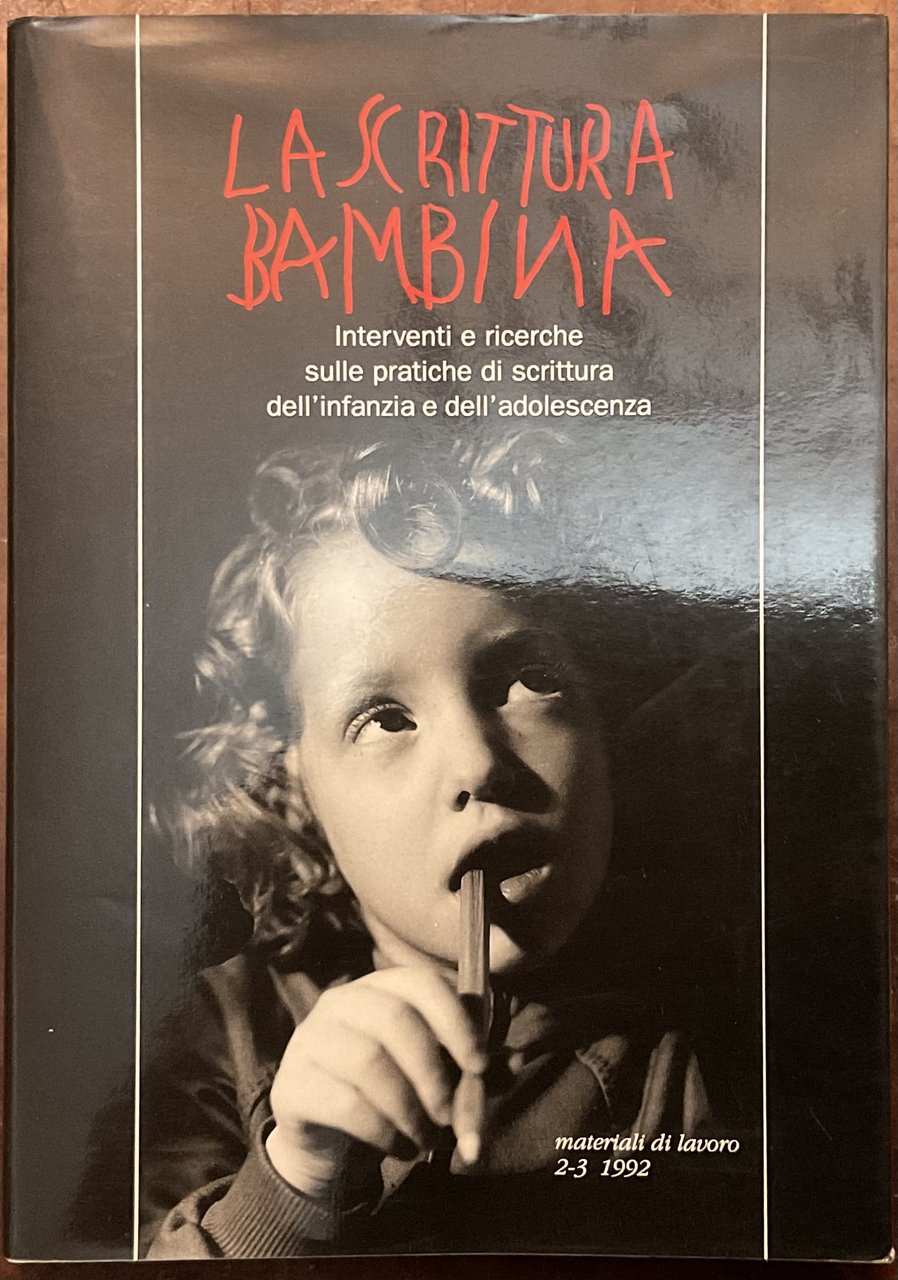 LA SCRITTURA
BAMBINA
Interventi e ricerche
sulle pratiche di scrittura
dell'infanzia e dell'adolescenza
materiali di lavoro
2-3 1992